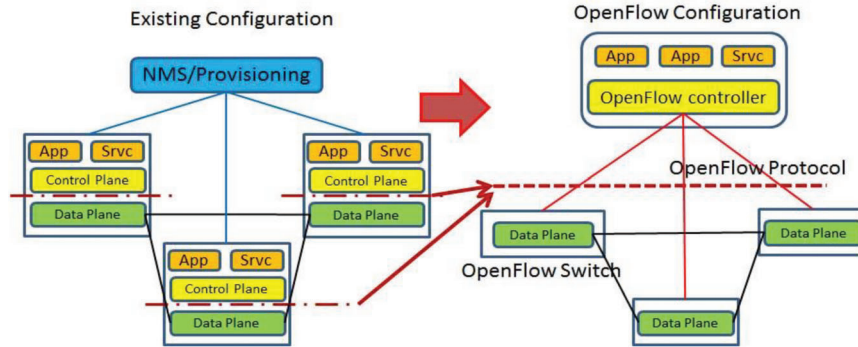 Existing Configuration
OpenFlow Configuration
NMS/Provisioning
App App Srvc
OpenFlow controller
App Srvc
Control Plane
Data Plane
App Srvc
Control Plane
Data Plane
App Srvc
Control Plane
Data Plane
OpenFlow Protocol
Data Plane
OpenFlow Switch
Data Plane
Data Plane